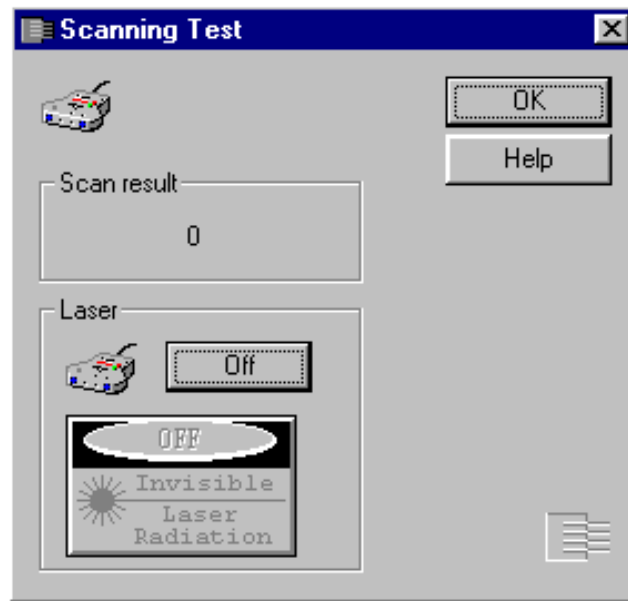 Scanning Test
OK
Help
Scan result
0
Laser
Off
OFF
Invisible
Laser
Radiation